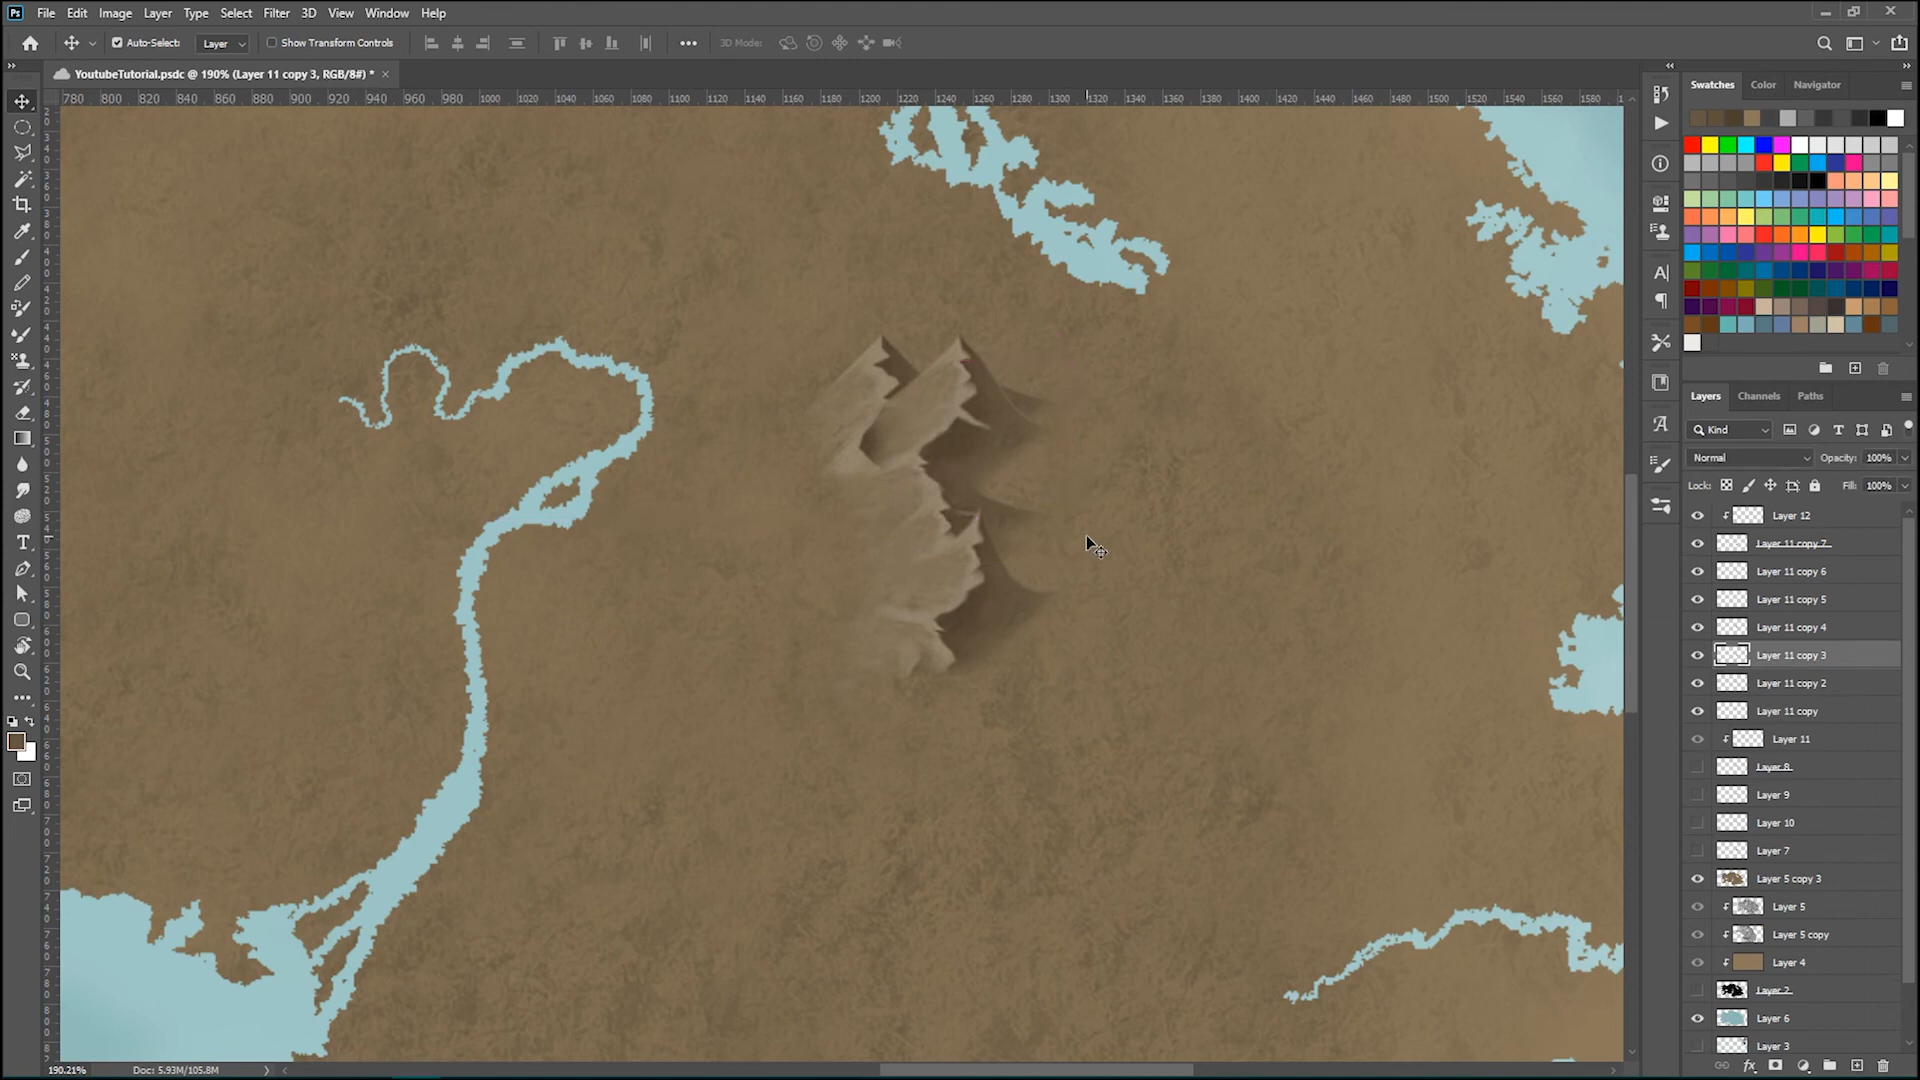 Ps File Edit Image Layer Type Select Filter 3D View Window Help
Auto-Select: Layer Show Transform Controls 3D Mode:
YoutubeTutorial.psdc @ 190% (Layer 11 copy 3, RGB/8#) *
780 800 820 840 860 880 900 920 940 960 980 1000 1020 1040 1060 1080 1100 1120 1140 1160 1180 1200 1220 1240 1260 1280 1300 1320 1340 1360 1380 1400 1420 1440 1460 1480 1500 1520 1540 1560 1580
Swatches Color Navigator
Layers Channels Paths
Kind
Normal Opacity: 100%
Lock: Fill: 100%
Layer 12
Layer 11 copy 7
Layer 11 copy 6
Layer 11 copy 5
Layer 11 copy 4
Layer 11 copy 3
Layer 11 copy 2
Layer 11 copy
Layer 11
Layer 8
Layer 9
Layer 10
Layer 7
Layer 5 copy 3
Layer 5
Layer 5 copy
Layer 4
Layer 2
Layer 6
Layer 3
190.21% Doc: 5.93M/105.8M